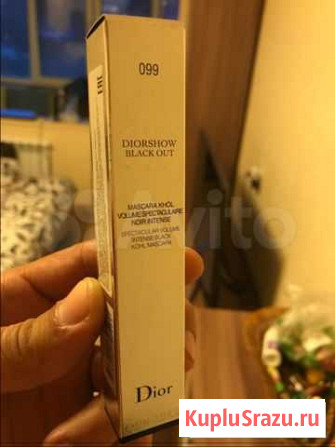 099
DIORSHOW
BLACK OUT
MASCARA KHOL
VOLUME SPECTACULAIRE
NOIR INTENSE
SPECTACULAR VOLUME
INTENSE BLACK
KOHL MASCARA
Avito
Dior
KupluSrazu.ru